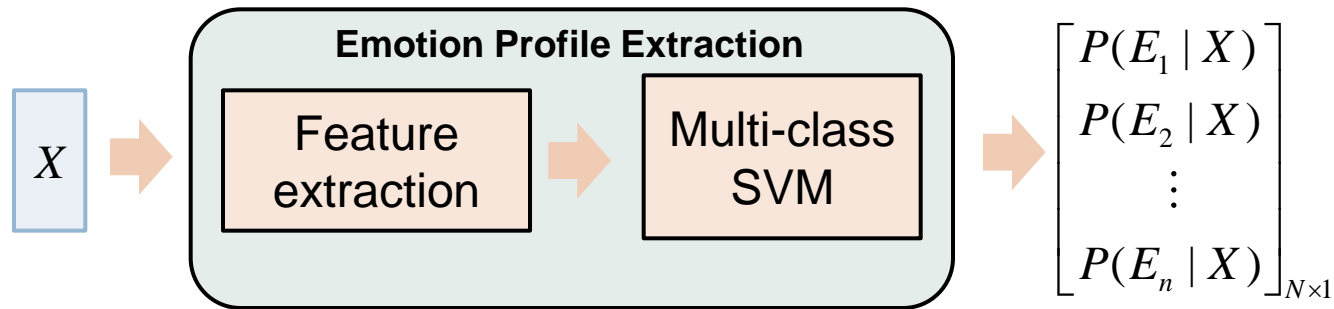 Emotion Profile Extraction
X
Feature
extraction
Multi-class
SVM
P(E₁ | X)
P(E₂ | X)
⋮
P(Eₙ | X)
N×1